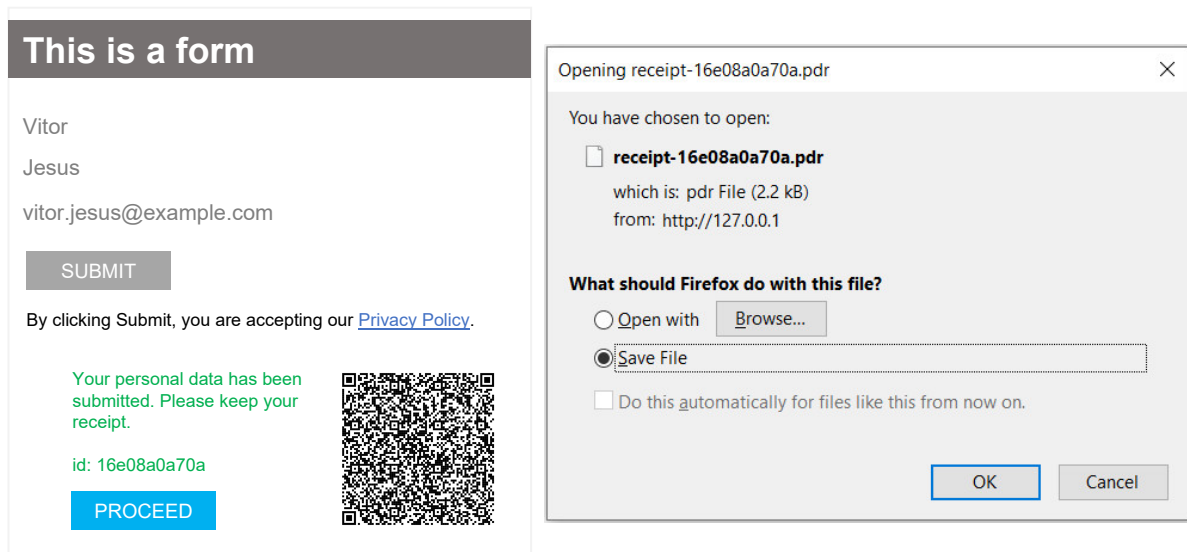 This is a form
Vitor
Jesus
vitor.jesus@example.com
SUBMIT
By clicking Submit, you are accepting our Privacy Policy.
Your personal data has been
submitted. Please keep your
receipt.
id: 16e08a0a70a
PROCEED
Opening receipt-16e08a0a70a.pdr
You have chosen to open:
receipt-16e08a0a70a.pdr
which is: pdr File (2.2 kB)
from: http://127.0.0.1
What should Firefox do with this file?
Open with Browse...
Save File
Do this automatically for files like this from now on.
OK Cancel